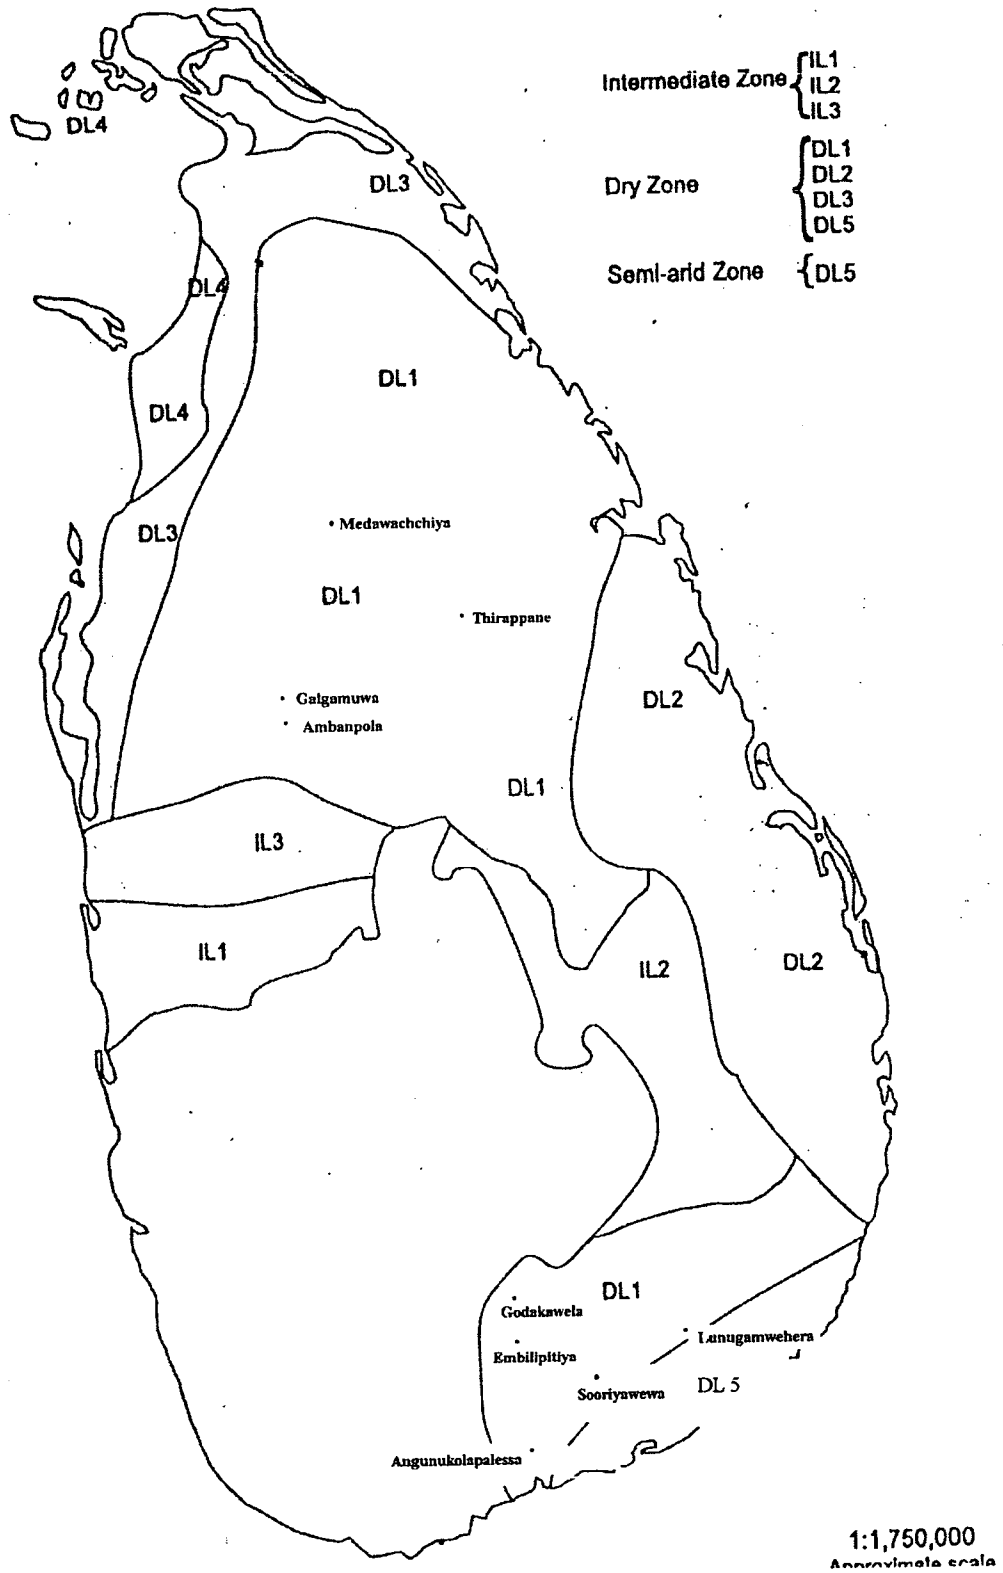 Intermediate Zone { IL1
IL2
IL3
DL4
Dry Zone { DL1
DL2
DL3
DL5
DL3
Semi-arid Zone { DL5
DL4
DL1
DL4
Medawachchiya
DL3
DL1
Thirappane
Galgamuwa
DL2
Ambanpola
DL1
IL3
IL1
IL2
DL2
DL1
Godakawela
Lunugamwehera
Embilipitiya
Sooriyawewa
DL 5
Angunukolapalessa
1:1,750,000
Approximate scale